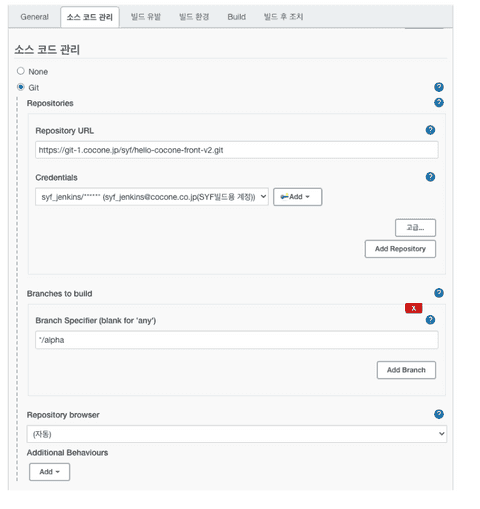 General 소스 코드 관리 빌드 유발 빌드 환경 Build 빌드 후 조치
소스 코드 관리
None
Git
Repositories
Repository URL
https://git-1.cocone.jp/syf/hello-cocone-front-v2.git
Credentials
syf_jenkins/****** (syf_jenkins@cocone.co.jp(SYF빌드용 계정)) Add
고급...
Add Repository
Branches to build
X
Branch Specifier (blank for 'any')
*/alpha
Add Branch
Repository browser
(자동)
Additional Behaviours
Add